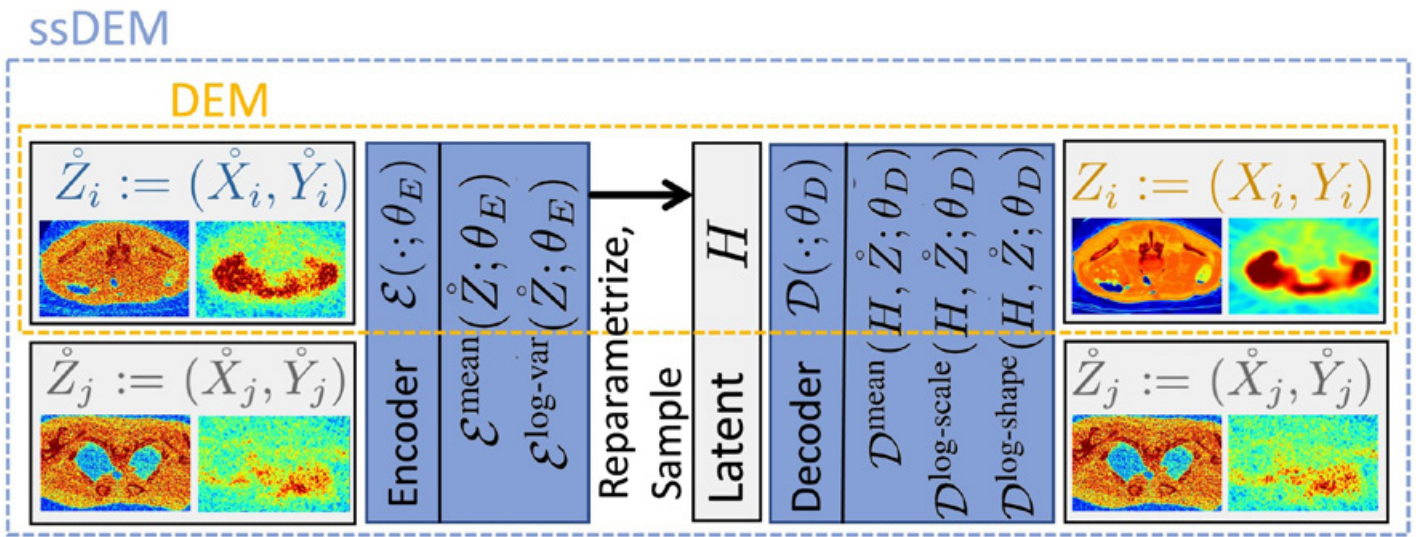 ssDEM
DEM
Z̊_i := (X̊_i, Y̊_i)
Z̊_j := (X̊_j, Y̊_j)
Encoder ℰ(·; θ_E)
ℰ^mean(Z̊; θ_E)
ℰ^log-var(Z̊; θ_E)
Reparametrize,
Sample
Latent H
Decoder 𝒟(·; θ_D)
𝒟^mean(H, Z̊; θ_D)
𝒟^log-scale(H, Z̊; θ_D)
𝒟^log-shape(H, Z̊; θ_D)
Z_i := (X_i, Y_i)
Z̊_j := (X̊_j, Y̊_j)